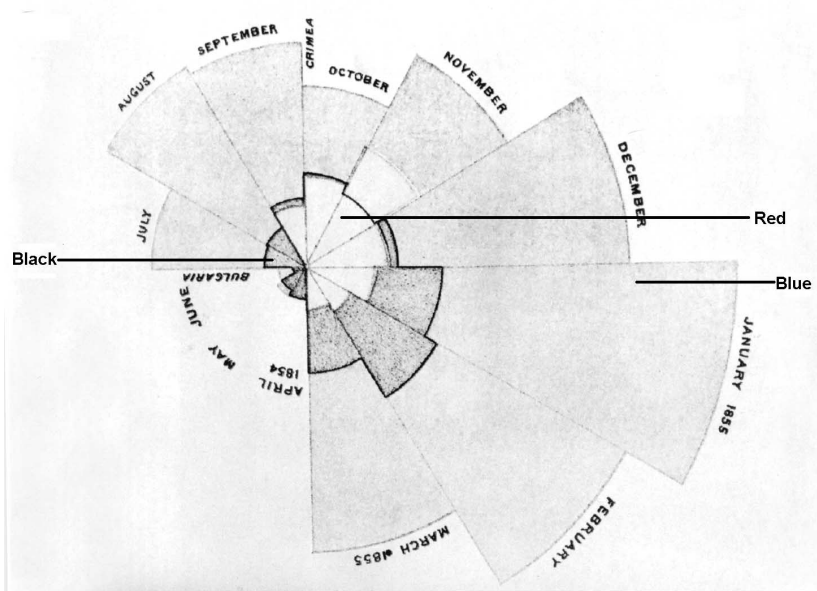 CRIMEA
SEPTEMBER
OCTOBER
NOVEMBER
AUGUST
DECEMBER
JULY
Red
Black
BULGARIA
Blue
JUNE
MAY
APRIL
1854
JANUARY 1855
FEBRUARY
MARCH 1855